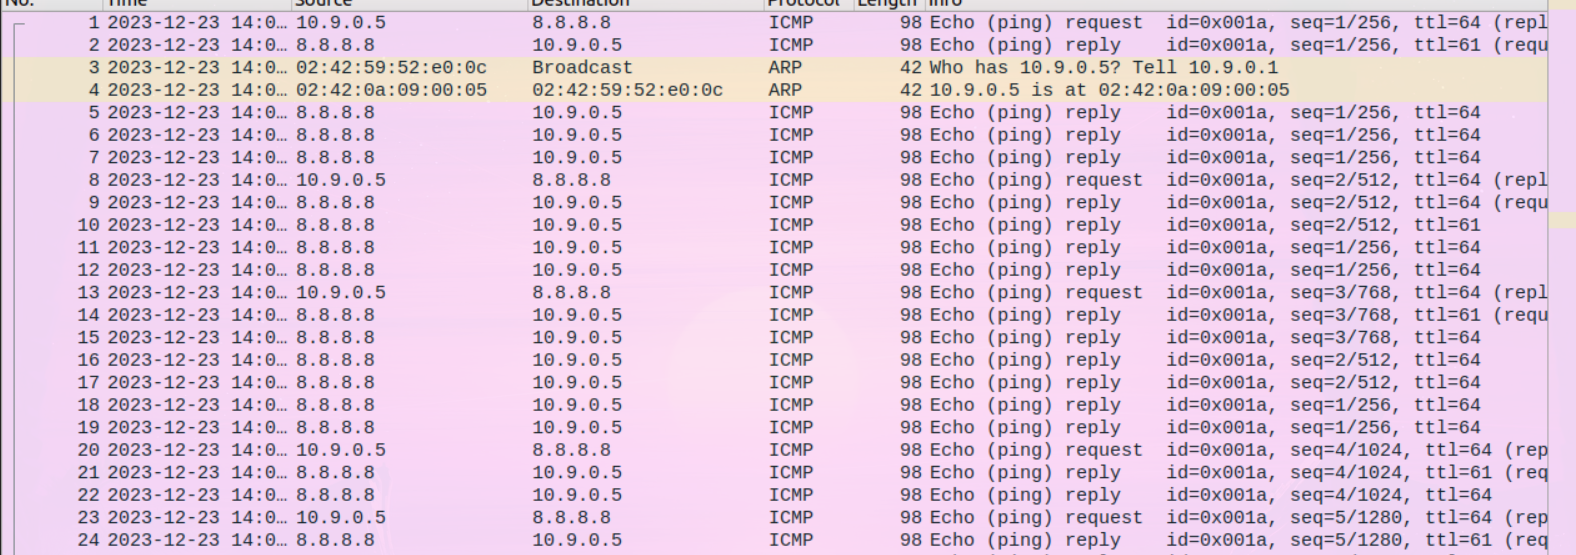 No. Time Source Destination Protocol Length Info
1 2023-12-23 14:0… 10.9.0.5 8.8.8.8 ICMP 98 Echo (ping) request id=0x001a, seq=1/256, ttl=64 (repl
2 2023-12-23 14:0… 8.8.8.8 10.9.0.5 ICMP 98 Echo (ping) reply id=0x001a, seq=1/256, ttl=61 (requ
3 2023-12-23 14:0… 02:42:59:52:e0:0c Broadcast ARP 42 Who has 10.9.0.5? Tell 10.9.0.1
4 2023-12-23 14:0… 02:42:0a:09:00:05 02:42:59:52:e0:0c ARP 42 10.9.0.5 is at 02:42:0a:09:00:05
5 2023-12-23 14:0… 8.8.8.8 10.9.0.5 ICMP 98 Echo (ping) reply id=0x001a, seq=1/256, ttl=64
6 2023-12-23 14:0… 8.8.8.8 10.9.0.5 ICMP 98 Echo (ping) reply id=0x001a, seq=1/256, ttl=64
7 2023-12-23 14:0… 8.8.8.8 10.9.0.5 ICMP 98 Echo (ping) reply id=0x001a, seq=1/256, ttl=64
8 2023-12-23 14:0… 10.9.0.5 8.8.8.8 ICMP 98 Echo (ping) request id=0x001a, seq=2/512, ttl=64 (repl
9 2023-12-23 14:0… 8.8.8.8 10.9.0.5 ICMP 98 Echo (ping) reply id=0x001a, seq=2/512, ttl=64 (requ
10 2023-12-23 14:0… 8.8.8.8 10.9.0.5 ICMP 98 Echo (ping) reply id=0x001a, seq=2/512, ttl=61
11 2023-12-23 14:0… 8.8.8.8 10.9.0.5 ICMP 98 Echo (ping) reply id=0x001a, seq=1/256, ttl=64
12 2023-12-23 14:0… 8.8.8.8 10.9.0.5 ICMP 98 Echo (ping) reply id=0x001a, seq=1/256, ttl=64
13 2023-12-23 14:0… 10.9.0.5 8.8.8.8 ICMP 98 Echo (ping) request id=0x001a, seq=3/768, ttl=64 (repl
14 2023-12-23 14:0… 8.8.8.8 10.9.0.5 ICMP 98 Echo (ping) reply id=0x001a, seq=3/768, ttl=61 (requ
15 2023-12-23 14:0… 8.8.8.8 10.9.0.5 ICMP 98 Echo (ping) reply id=0x001a, seq=3/768, ttl=64
16 2023-12-23 14:0… 8.8.8.8 10.9.0.5 ICMP 98 Echo (ping) reply id=0x001a, seq=2/512, ttl=64
17 2023-12-23 14:0… 8.8.8.8 10.9.0.5 ICMP 98 Echo (ping) reply id=0x001a, seq=2/512, ttl=64
18 2023-12-23 14:0… 8.8.8.8 10.9.0.5 ICMP 98 Echo (ping) reply id=0x001a, seq=1/256, ttl=64
19 2023-12-23 14:0… 8.8.8.8 10.9.0.5 ICMP 98 Echo (ping) reply id=0x001a, seq=1/256, ttl=64
20 2023-12-23 14:0… 10.9.0.5 8.8.8.8 ICMP 98 Echo (ping) request id=0x001a, seq=4/1024, ttl=64 (rep
21 2023-12-23 14:0… 8.8.8.8 10.9.0.5 ICMP 98 Echo (ping) reply id=0x001a, seq=4/1024, ttl=61 (req
22 2023-12-23 14:0… 8.8.8.8 10.9.0.5 ICMP 98 Echo (ping) reply id=0x001a, seq=4/1024, ttl=64
23 2023-12-23 14:0… 10.9.0.5 8.8.8.8 ICMP 98 Echo (ping) request id=0x001a, seq=5/1280, ttl=64 (rep
24 2023-12-23 14:0… 8.8.8.8 10.9.0.5 ICMP 98 Echo (ping) reply id=0x001a, seq=5/1280, ttl=61 (req